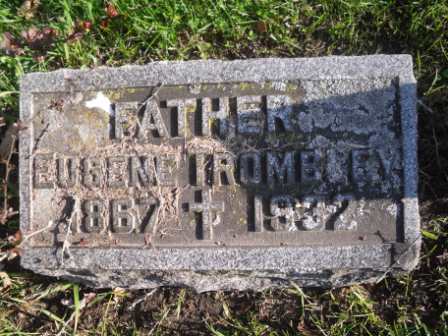 FATHER
EUGENE TROMBLEY
1867 1932